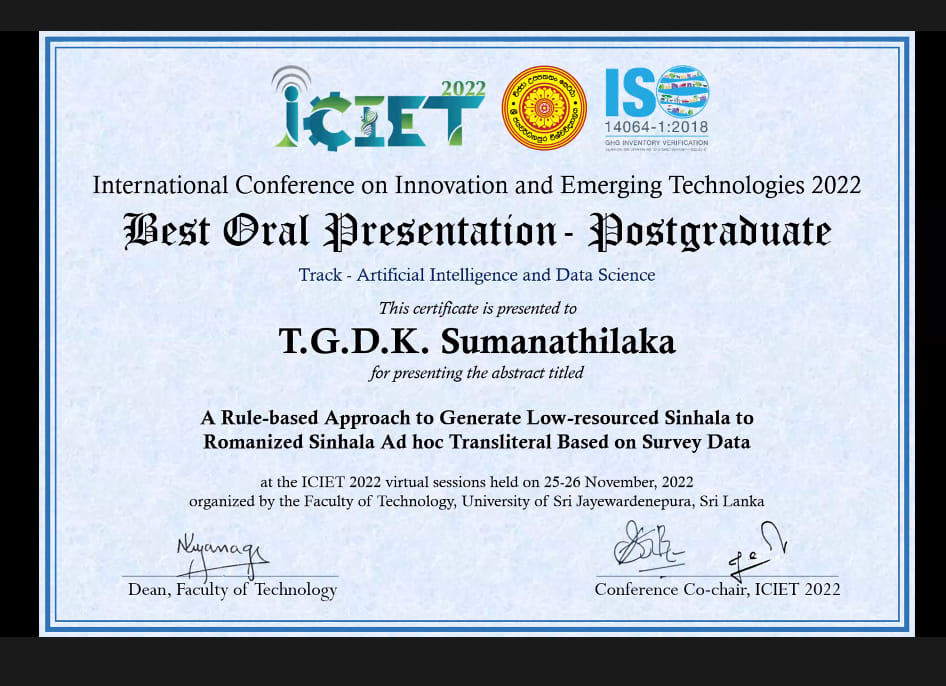 iCIET 2022
ISO
14064-1:2018
GHG INVENTORY VERIFICATION
International Conference on Innovation and Emerging Technologies 2022
Best Oral Presentation - Postgraduate
Track - Artificial Intelligence and Data Science
This certificate is presented to
T.G.D.K. Sumanathilaka
for presenting the abstract titled
A Rule-based Approach to Generate Low-resourced Sinhala to
Romanized Sinhala Ad hoc Transliteral Based on Survey Data
at the ICIET 2022 virtual sessions held on 25-26 November, 2022
organized by the Faculty of Technology, University of Sri Jayewardenepura, Sri Lanka
Dean, Faculty of Technology
Conference Co-chair, ICIET 2022